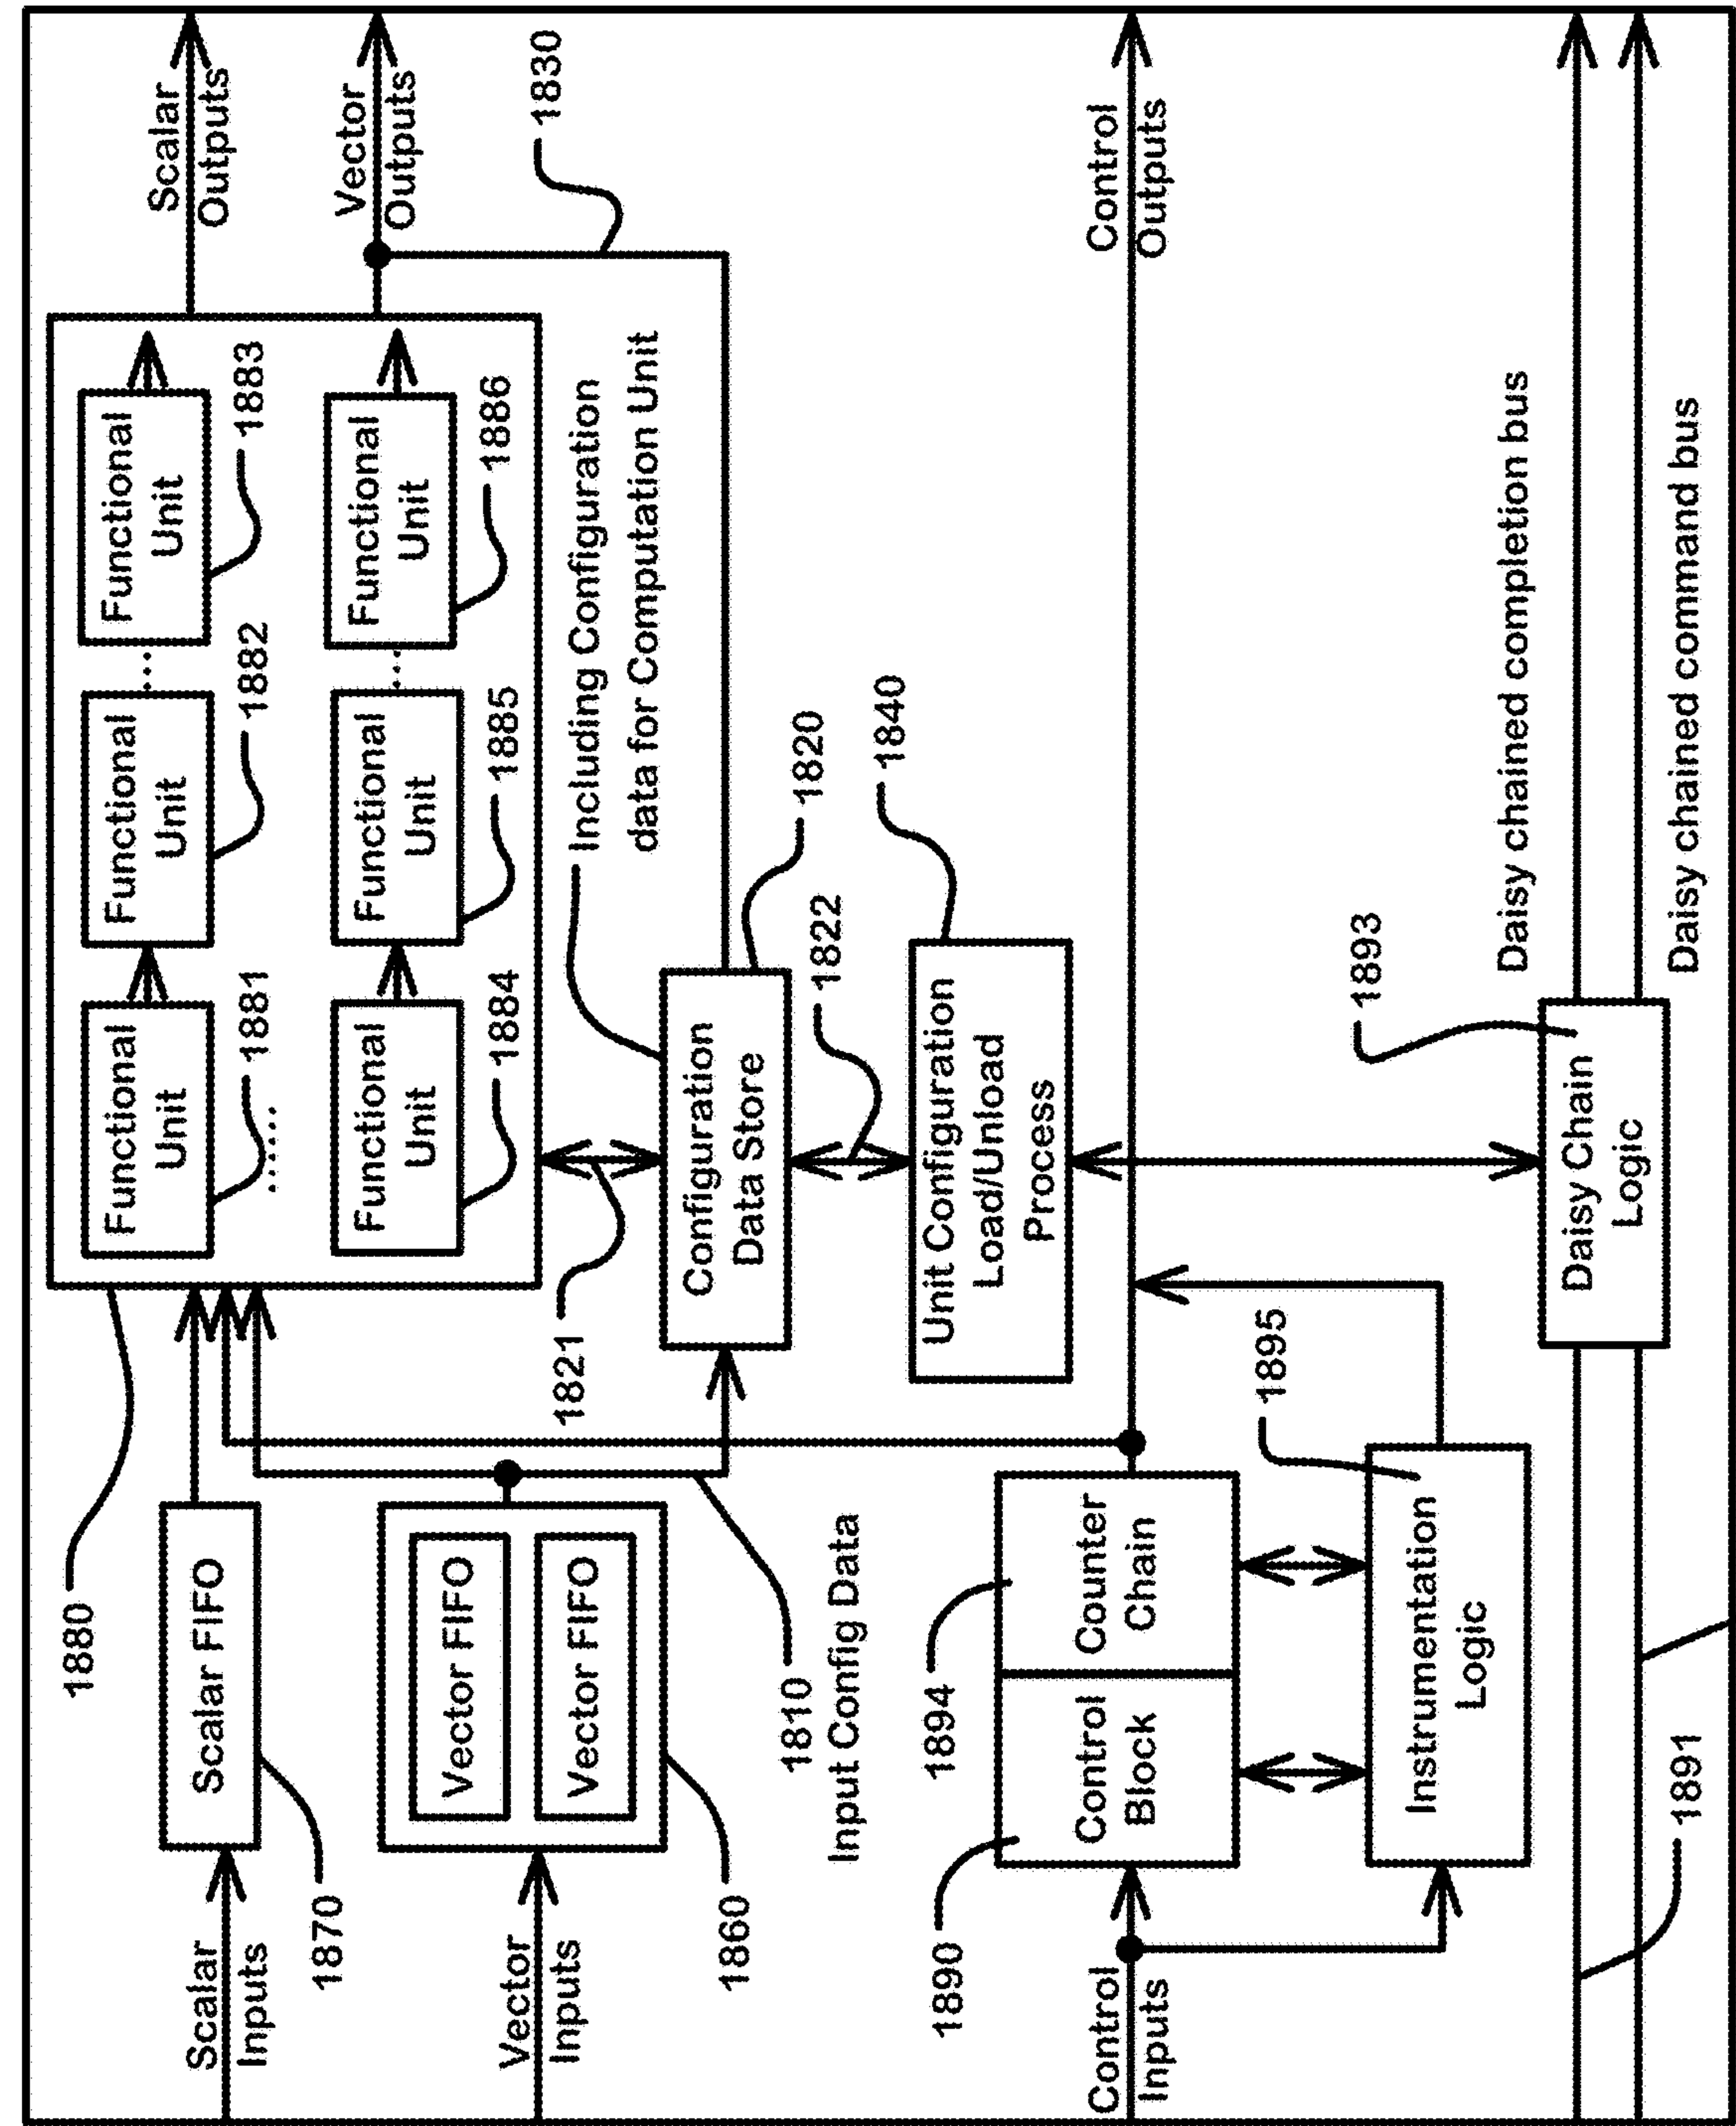 Scalar
Outputs
Vector
Outputs
1830
Control
Outputs
Functional
Unit
1883
Functional
Unit
1886
Functional
Unit
1882
Functional
Unit
1885
Functional
Unit
1881
......
Functional
Unit
1884
...
...
Including Configuration
data for Computation Unit
1820
1840
1822
Configuration
Data Store
Unit Configuration
Load/Unload
Process
1821
1880
Scalar FIFO
1870
Scalar
Inputs
Vector FIFO
Vector FIFO
1860
Vector
Inputs
1810
Input Config Data
1894
Counter
Chain
Control
Block
1890
Control
Inputs
1895
Instrumentation
Logic
1893
Daisy Chain
Logic
Daisy chained completion bus
Daisy chained command bus
1891